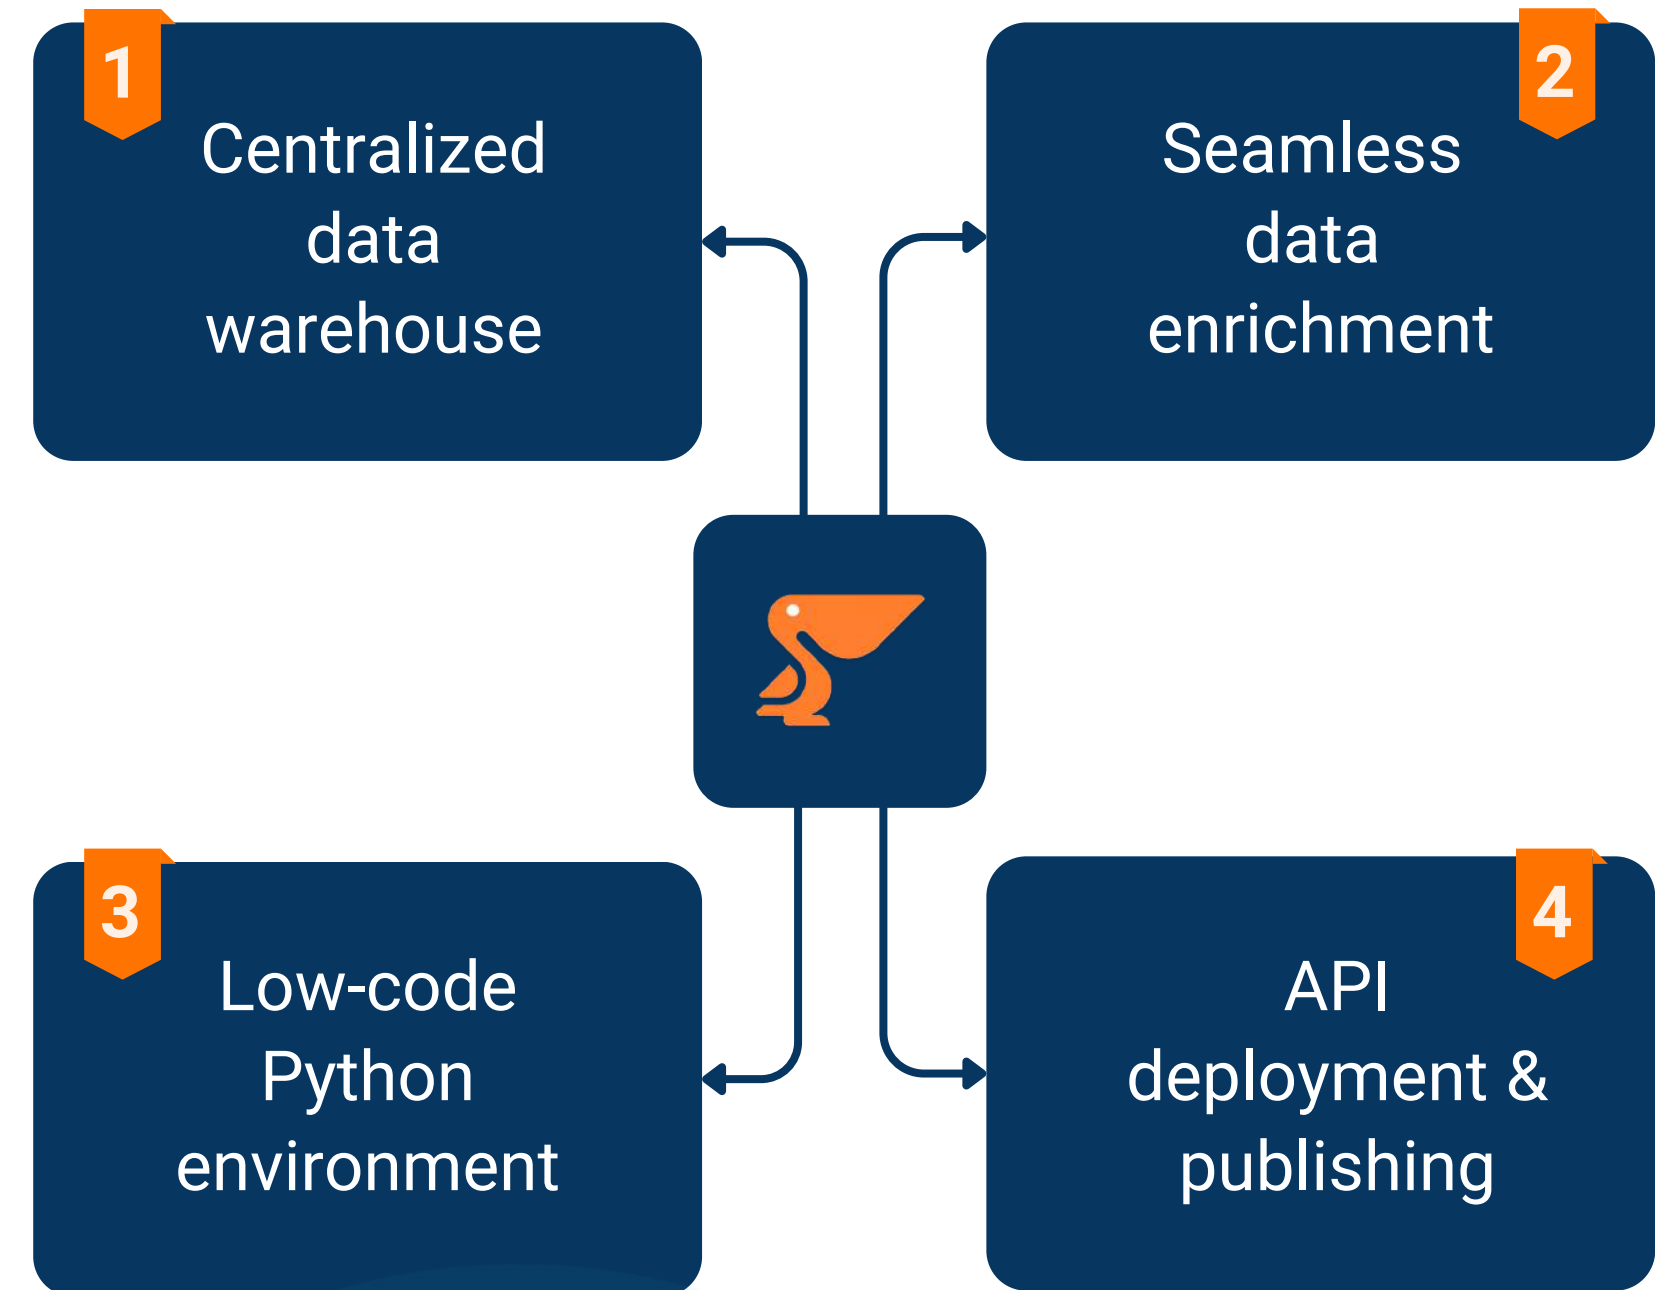 1
Centralized
data
warehouse
2
Seamless
data
enrichment
3
Low-code
Python
environment
4
API
deployment &
publishing